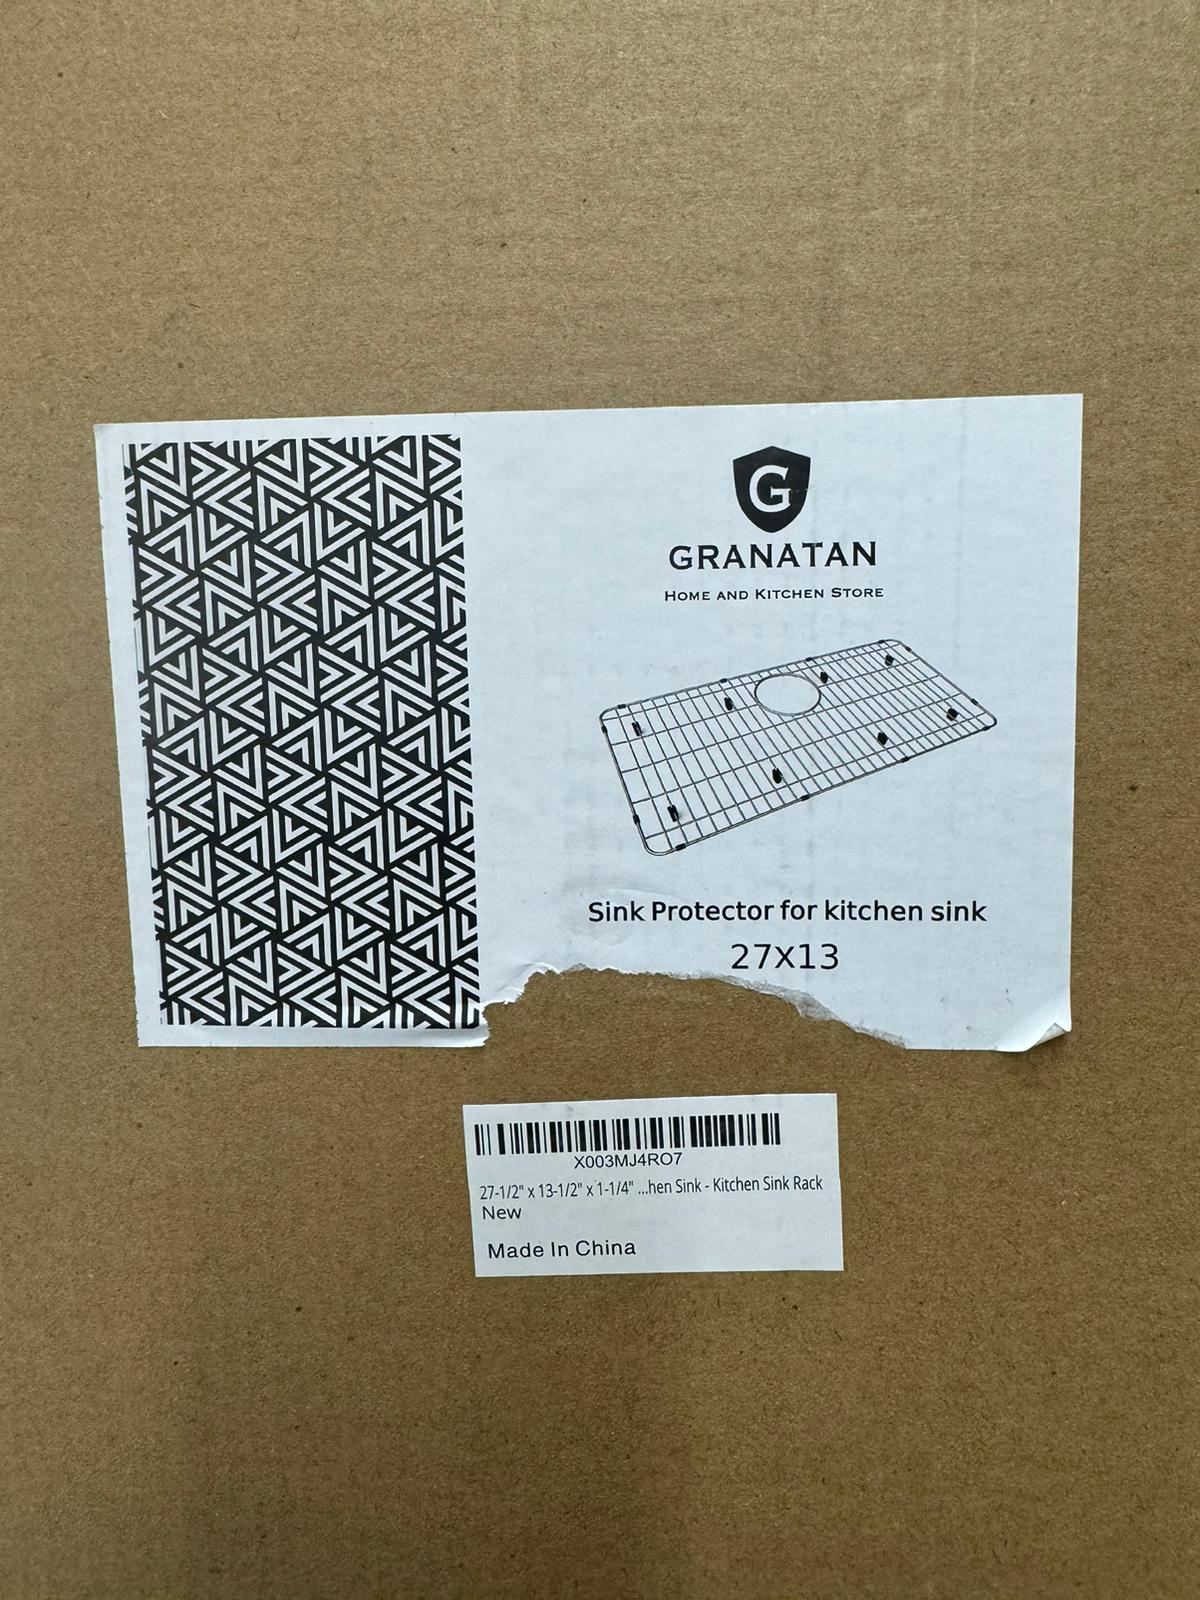 G
GRANATAN
HOME AND KITCHEN STORE
Sink Protector for kitchen sink
27X13
X003MJ4RO7
27-1/2" x 13-1/2" x 1-1/4" ...hen Sink - Kitchen Sink Rack
New
Made In China